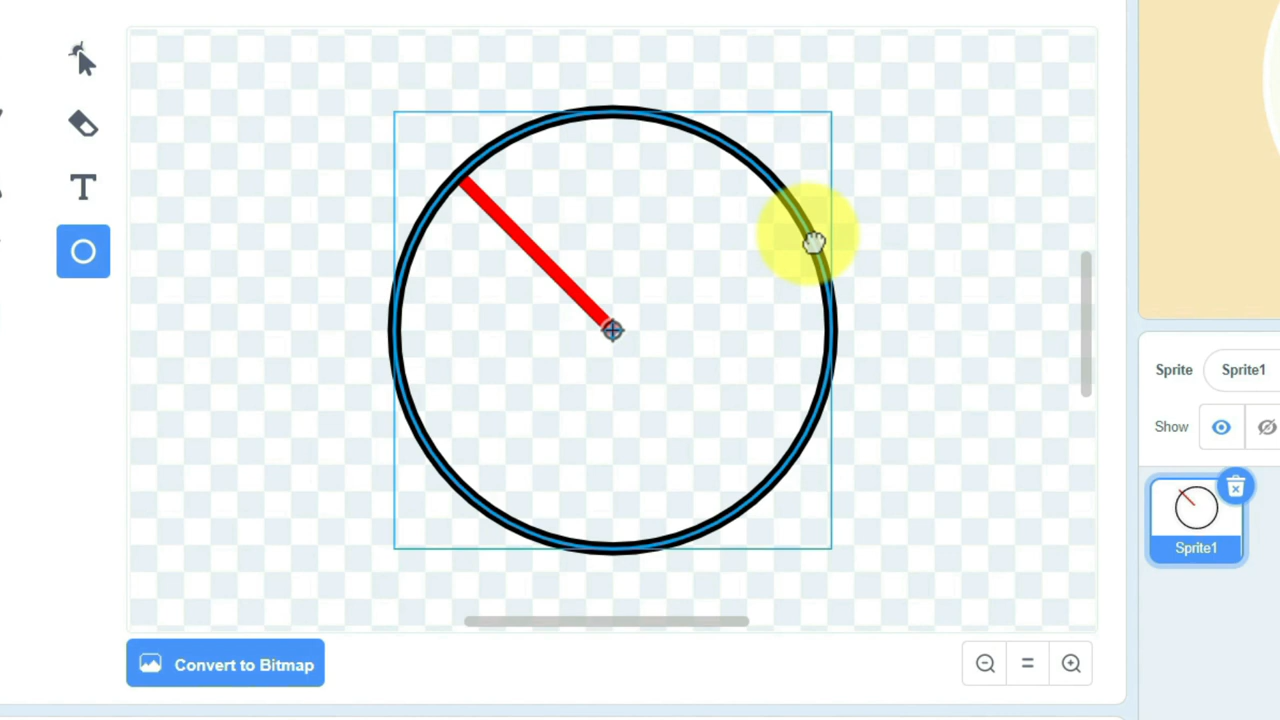 T
Sprite Sprite1
Show
Sprite1
Convert to Bitmap